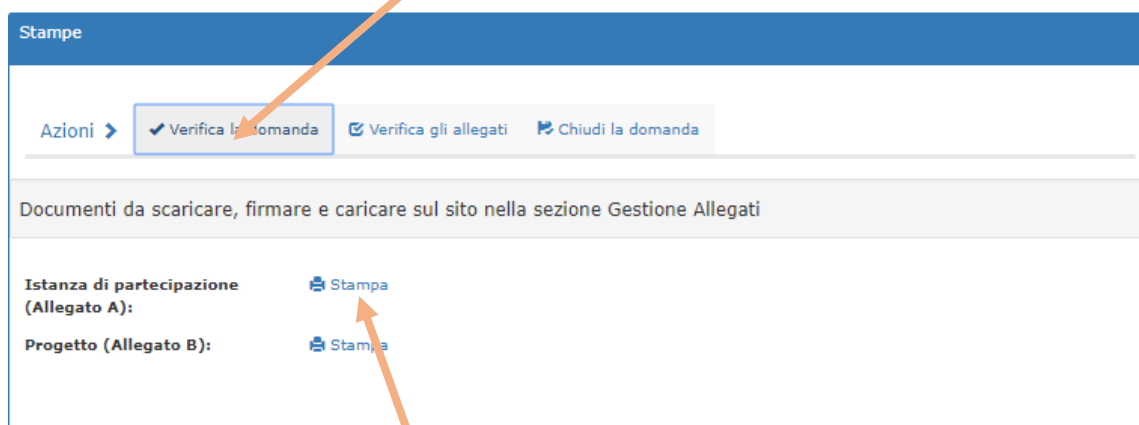 Stampe
Azioni Verifica la domanda Verifica gli allegati Chiudi la domanda
Documenti da scaricare, firmare e caricare sul sito nella sezione Gestione Allegati
Istanza di partecipazione Stampa
(Allegato A):
Progetto (Allegato B): Stampa